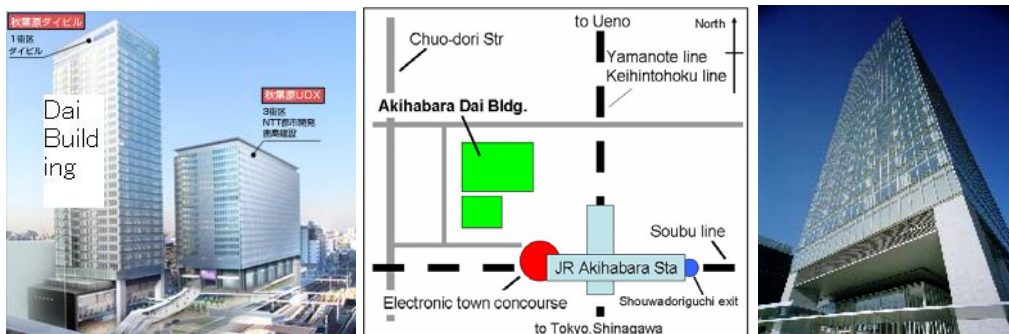 秋葉原ダイビル
1街区
ダイビル
Dai
Build
ing
秋葉原UDX
3街区
NTT都市開発
鹿島建設
to Ueno
North
Chuo-dori Str
Yamanote line
Keihintohoku line
Akihabara Dai Bldg.
Soubu line
JR Akihabara Sta
Electronic town concourse
Shouwadoriguchi exit
to Tokyo,Shinagawa